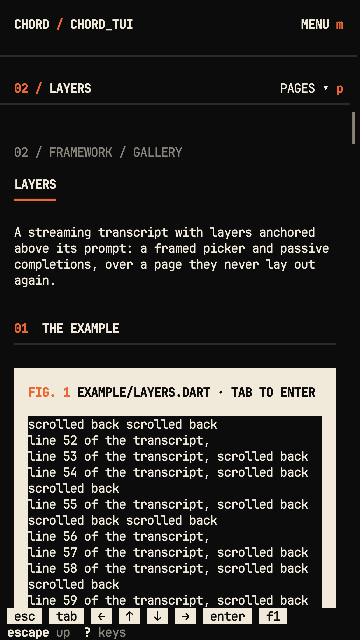 CHORD / CHORD_TUI MENU m
02 / LAYERS PAGES ▾ p
02 / FRAMEWORK / GALLERY
LAYERS
A streaming transcript with layers anchored
above its prompt: a framed picker and passive
completions, over a page they never lay out
again.
01 THE EXAMPLE
FIG. 1 EXAMPLE/LAYERS.DART · TAB TO ENTER
scrolled back scrolled back
line 52 of the transcript,
line 53 of the transcript, scrolled back
line 54 of the transcript, scrolled back
scrolled back
line 55 of the transcript, scrolled back
scrolled back scrolled back
line 56 of the transcript,
line 57 of the transcript, scrolled back
line 58 of the transcript, scrolled back
scrolled back
line 59 of the transcript, scrolled back
esc tab ← ↑ ↓ → enter f1
escape up ? keys